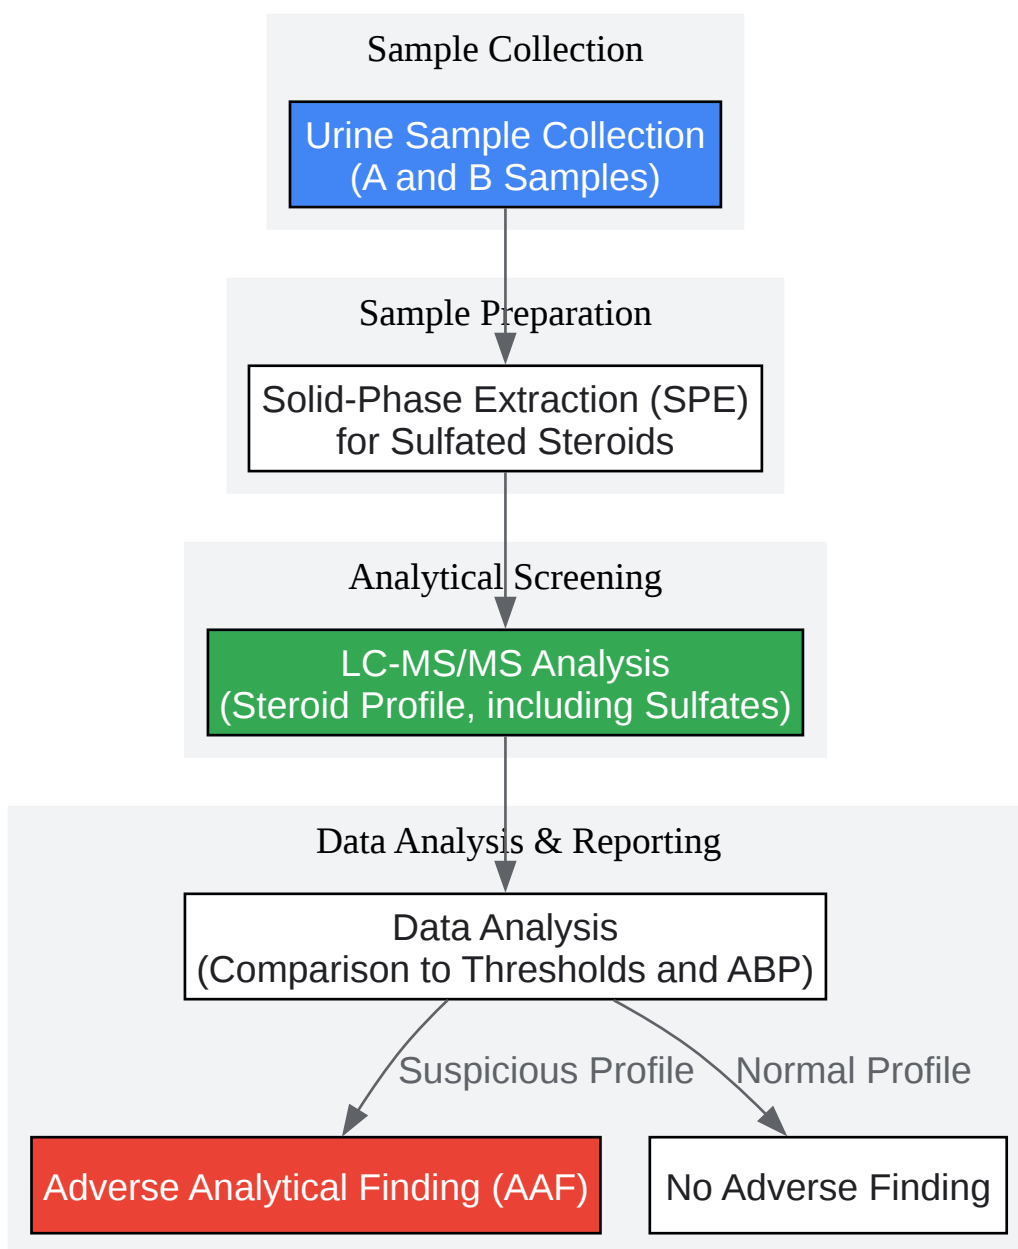 Sample Collection
Urine Sample Collection
(A and B Samples)
Sample Preparation
Solid-Phase Extraction (SPE)
for Sulfated Steroids
Analytical Screening
LC-MS/MS Analysis
(Steroid Profile, including Sulfates)
Data Analysis & Reporting
Data Analysis
(Comparison to Thresholds and ABP)
Suspicious Profile
Normal Profile
Adverse Analytical Finding (AAF)
No Adverse Finding